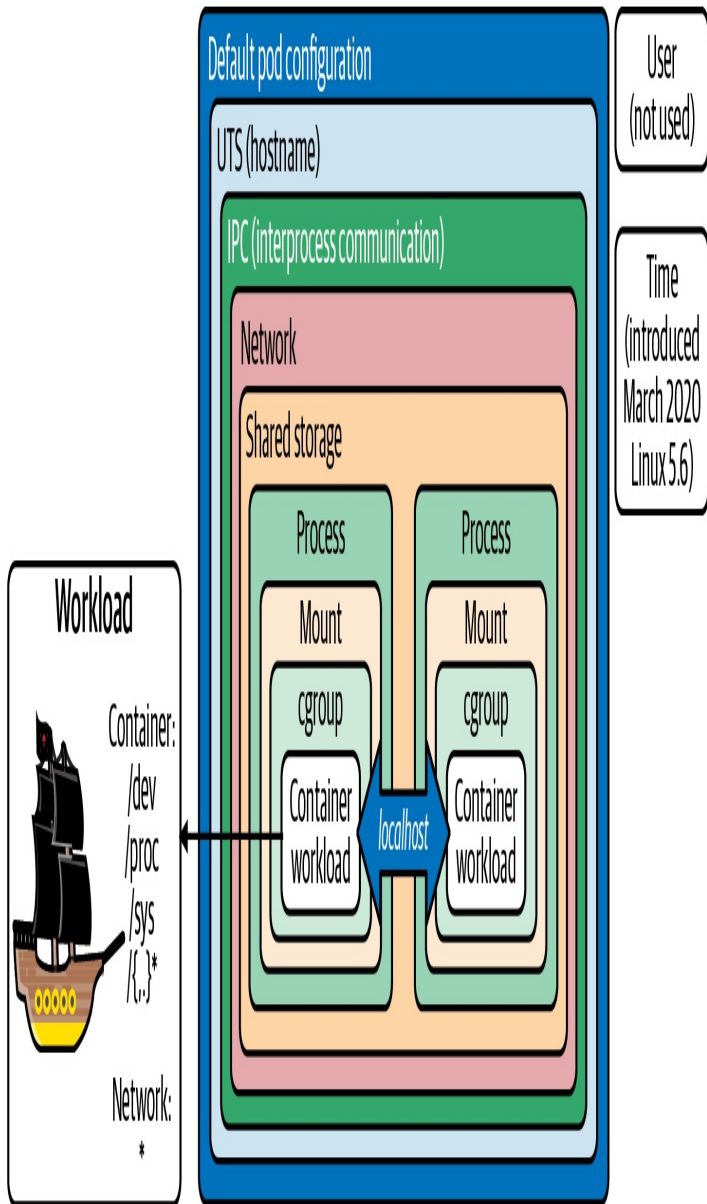 Default pod configuration
User
(not used)
UTS (hostname)
IPC (interprocess communication)
Time
(introduced
March 2020
Linux 5.6)
Network
Shared storage
Process
Process
Mount
Mount
cgroup
cgroup
Container
workload
localhost
Container
workload
Workload
Container:
/dev
/proc
/sys
/{,.}*
Network:
*